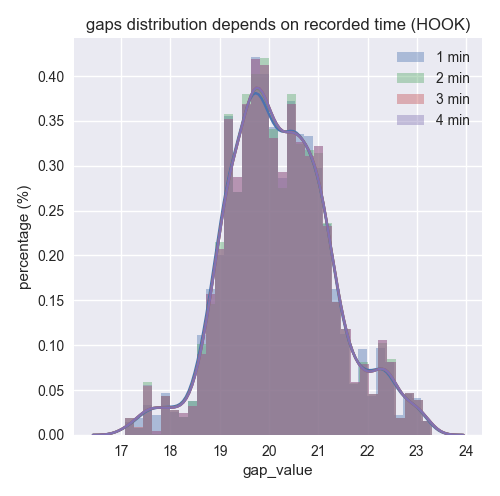 gaps distribution depends on recorded time (HOOK)
1 min
2 min
3 min
4 min
percentage (%)
0.40
0.35
0.30
0.25
0.20
0.15
0.10
0.05
0.00
17 18 19 20 21 22 23 24
gap_value